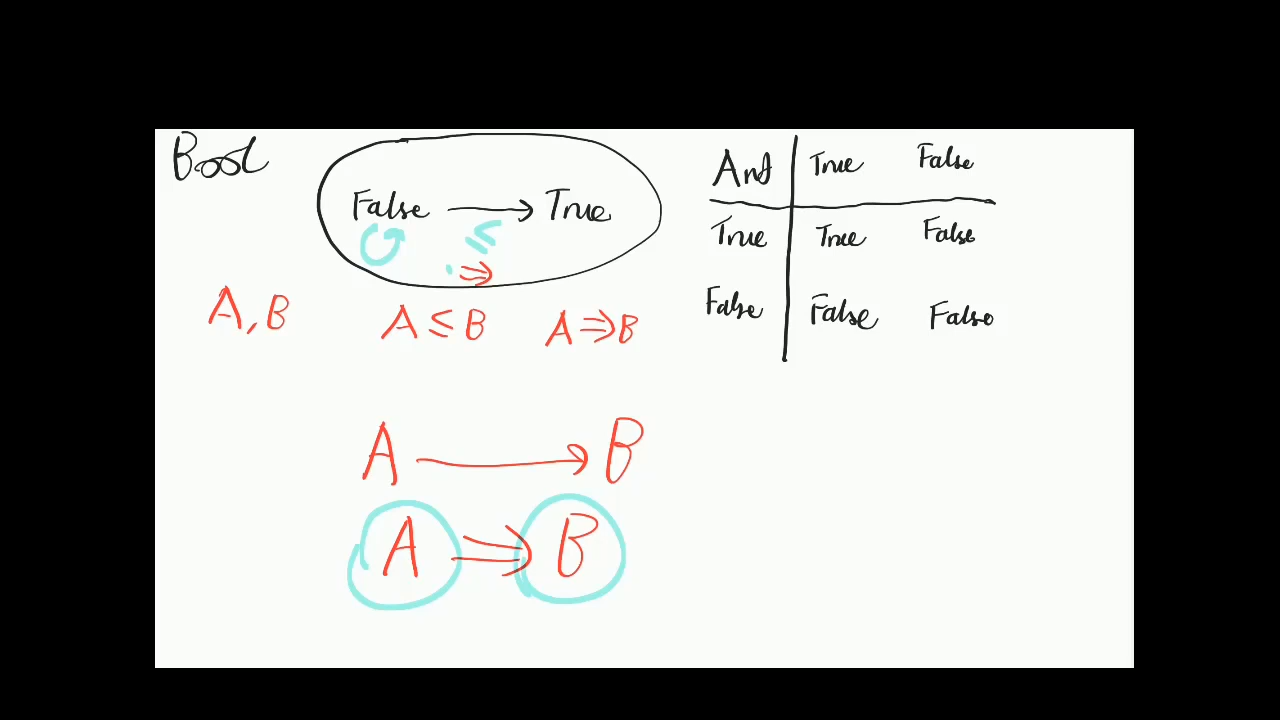 Bool
False → True
≤
⇒
A, B
A ≤ B
A ⇒ B
And True False
True True False
False False False
A → B
A ⇒ B